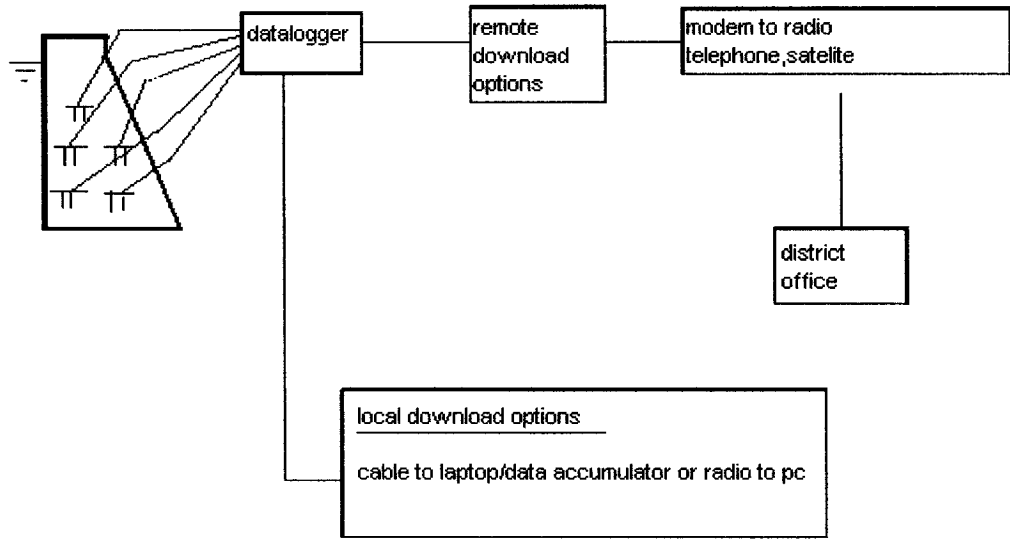 datalogger
remote
download
options
modem to radio
telephone,satelite
district
office
local download options
cable to laptop/data accumulator or radio to pc